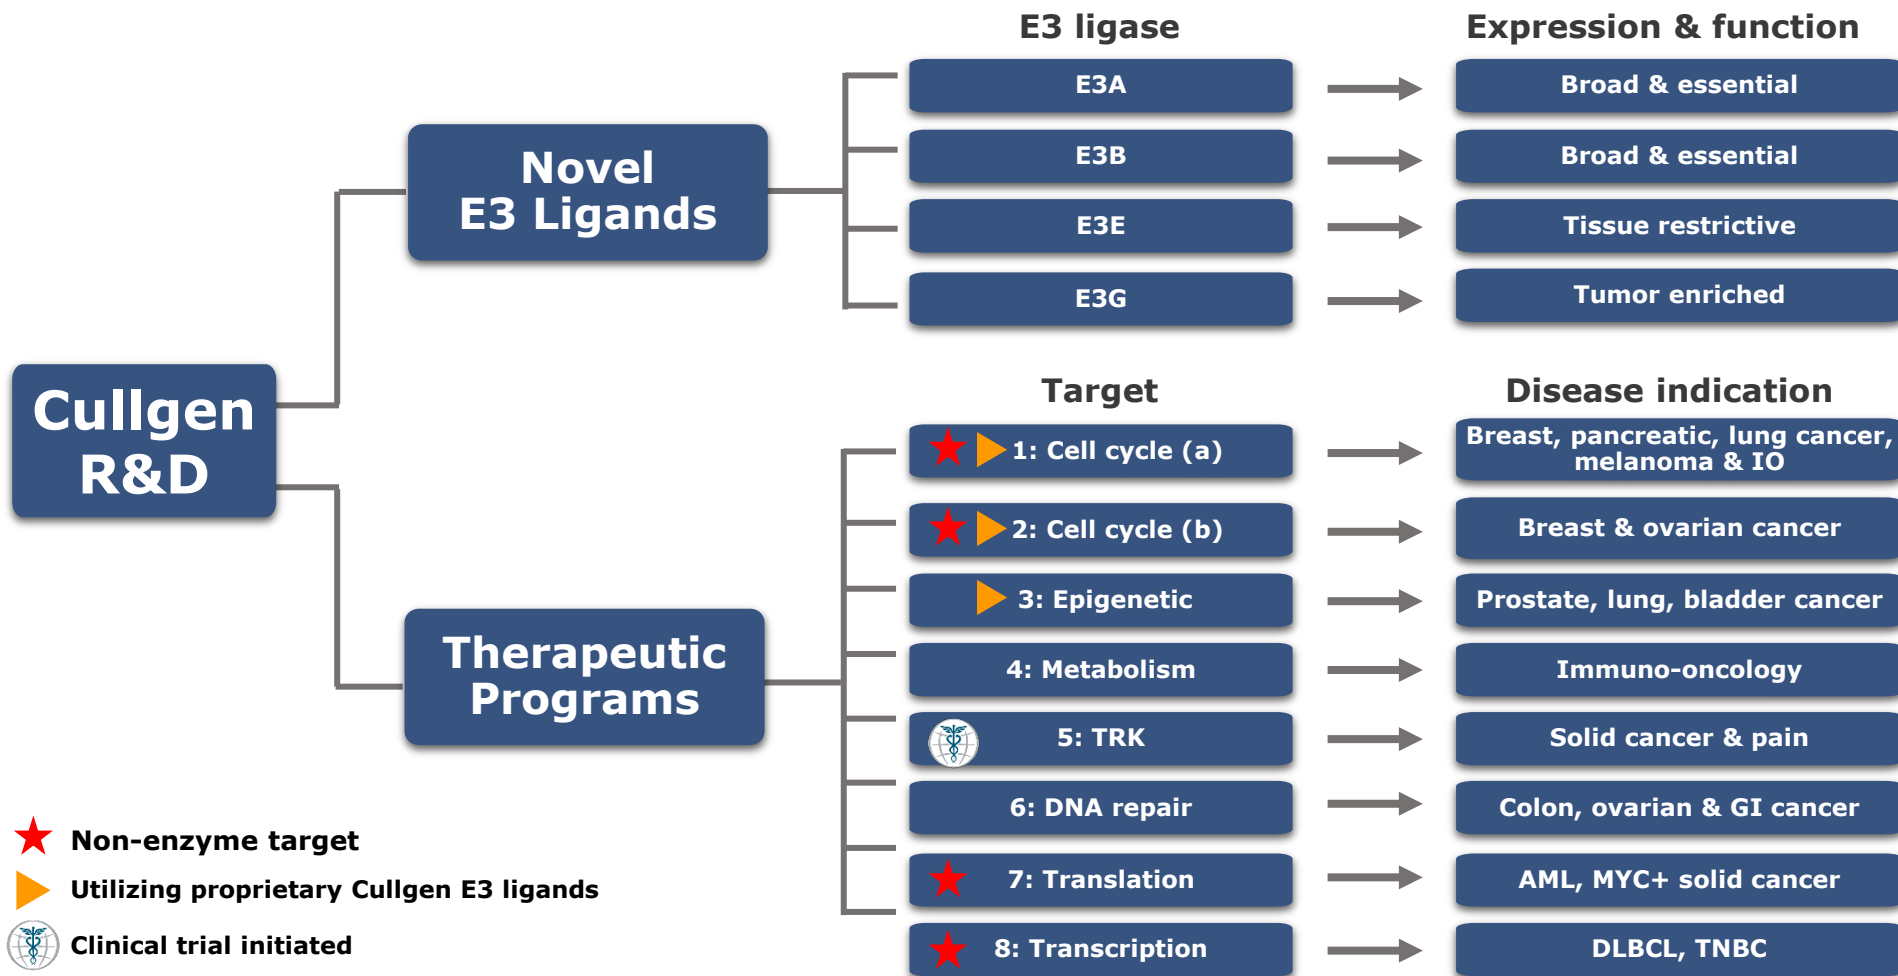 E3 ligase
Expression & function
E3A
Broad & essential
E3B
Broad & essential
E3E
Tissue restrictive
E3G
Tumor enriched
Novel
E3 Ligands
Cullgen
R&D
Therapeutic
Programs
Target
Disease indication
1: Cell cycle (a)
Breast, pancreatic, lung cancer,
melanoma & IO
2: Cell cycle (b)
Breast & ovarian cancer
3: Epigenetic
Prostate, lung, bladder cancer
4: Metabolism
Immuno-oncology
5: TRK
Solid cancer & pain
6: DNA repair
Colon, ovarian & GI cancer
7: Translation
AML, MYC+ solid cancer
8: Transcription
DLBCL, TNBC
Non-enzyme target
Utilizing proprietary Cullgen E3 ligands
Clinical trial initiated